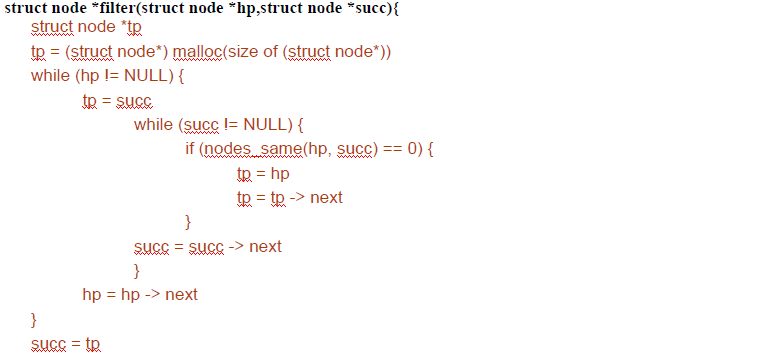 struct node *filter(struct node *hp,struct node *succ){
struct node *tp
tp = (struct node*) malloc(size of (struct node*))
while (hp != NULL) {
tp = succ
while (succ != NULL) {
if (nodes_same(hp, succ) == 0) {
tp = hp
tp = tp -> next
}
succ = succ -> next
}
hp = hp -> next
}
succ = tp